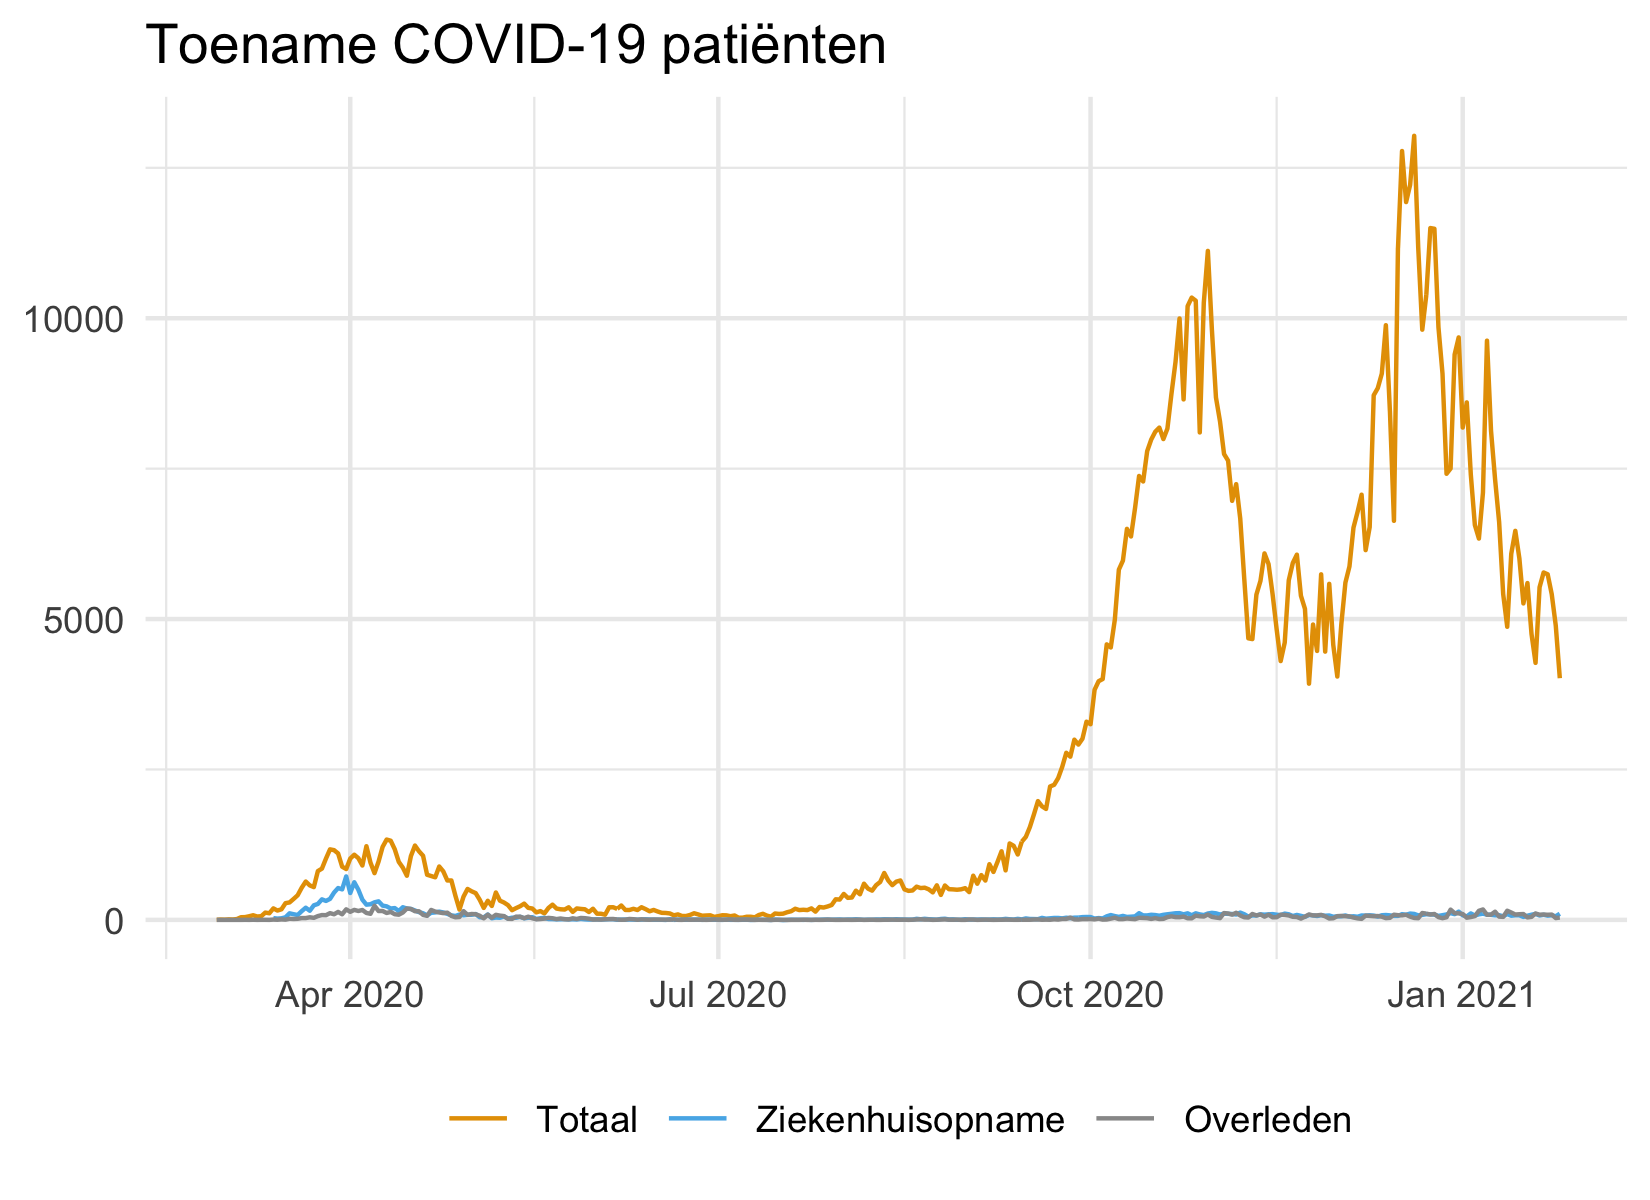 Toename COVID-19 patiënten
10000
5000
0
Apr 2020 Jul 2020 Oct 2020 Jan 2021
Totaal Ziekenhuisopname Overleden